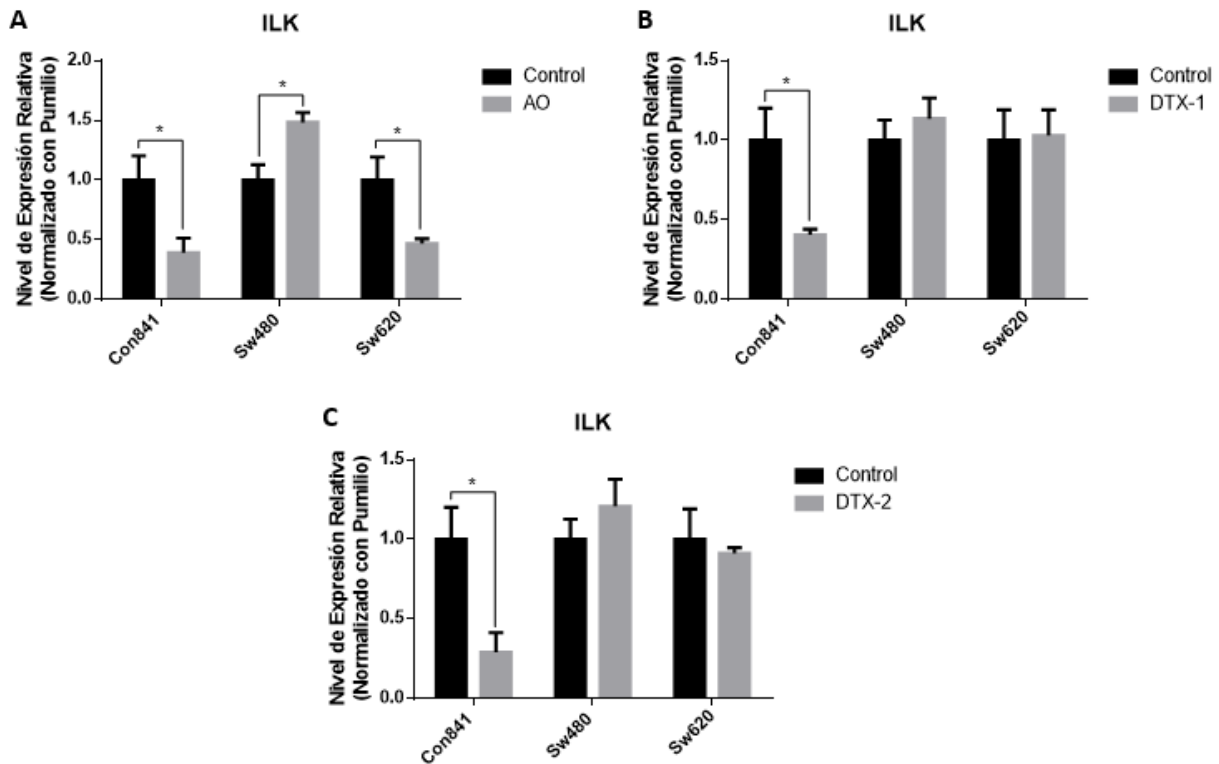 A
ILK
Nivel de Expresión Relativa
(Normalizado con Pumilio)
2.0
1.5
1.0
0.5
0.0
*
*
*
Con841
Sw480
Sw620
Control
AO
B
ILK
Nivel de Expresión Relativa
(Normalizado con Pumilio)
1.5
1.0
0.5
0.0
*
Con841
Sw480
Sw620
Control
DTX-1
C
ILK
Nivel de Expresión Relativa
(Normalizado con Pumilio)
1.5
1.0
0.5
0.0
*
Con841
Sw480
Sw620
Control
DTX-2